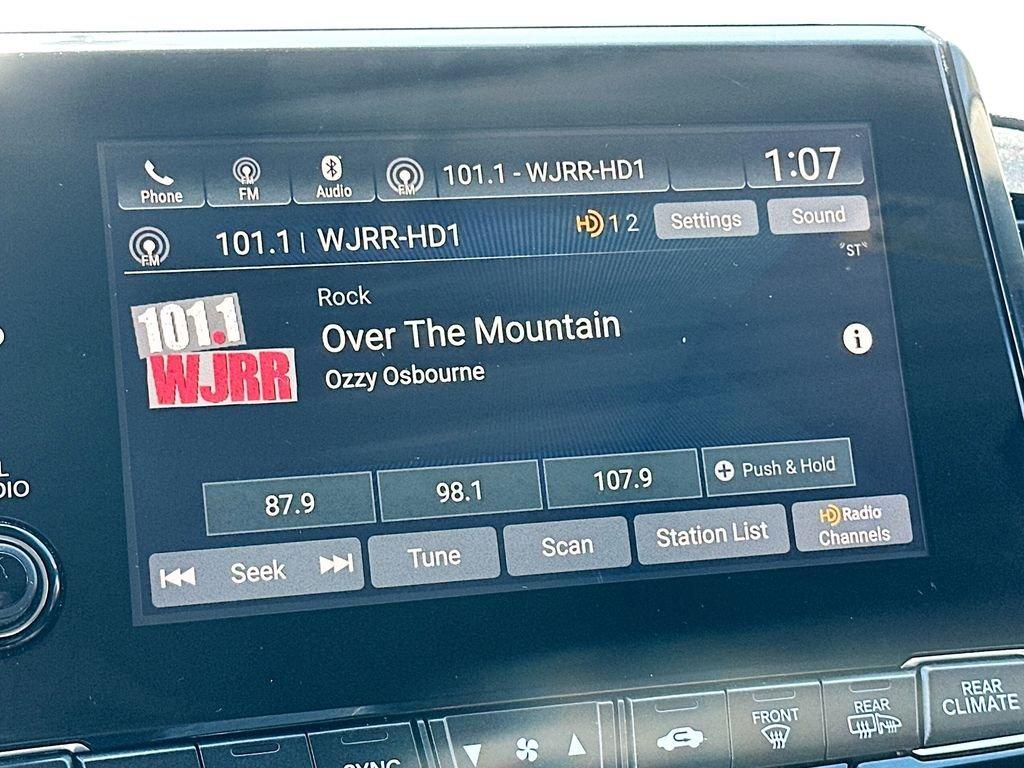 Phone
FM
FM
Audio
FM
101.1 - WJRR-HD1
1:07
FM
101.1 | WJRR-HD1
HD 1 2
Settings
Sound
"ST"
Rock
101.1
WJRR
Over The Mountain
Ozzy Osbourne
i
87.9
98.1
107.9
Push & Hold
Seek
Tune
Scan
Station List
HD Radio
Channels
FRONT
REAR
REAR
CLIMATE
SYNC